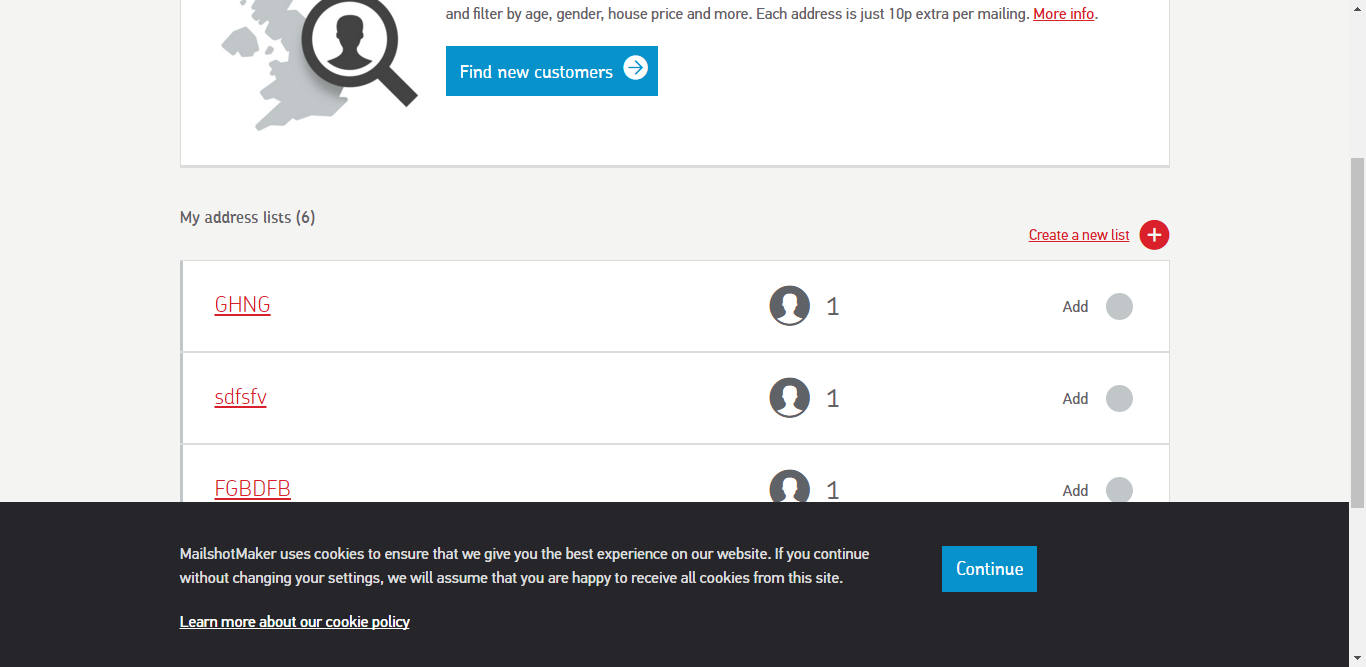 and filter by age, gender, house price and more. Each address is just 10p extra per mailing. More info.
Find new customers
My address lists (6)
Create a new list
GHNG 1 Add
sdfsfv 1 Add
FGBDFB 1 Add
MailshotMaker uses cookies to ensure that we give you the best experience on our website. If you continue
without changing your settings, we will assume that you are happy to receive all cookies from this site.
Continue
Learn more about our cookie policy